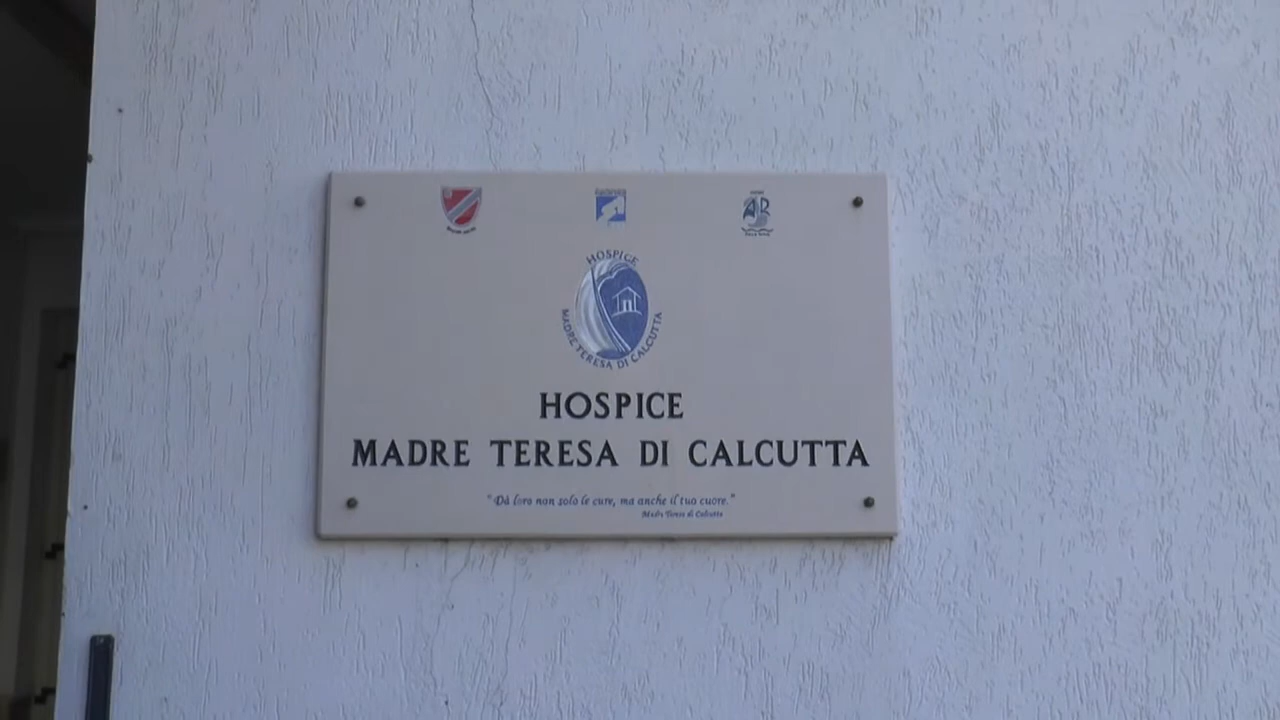 HOSPICE
MADRE TERESA DI CALCUTTA
HOSPICE
MADRE TERESA DI CALCUTTA
"Dà loro non solo le cure, ma anche il tuo cuore."
Madre Teresa di Calcutta